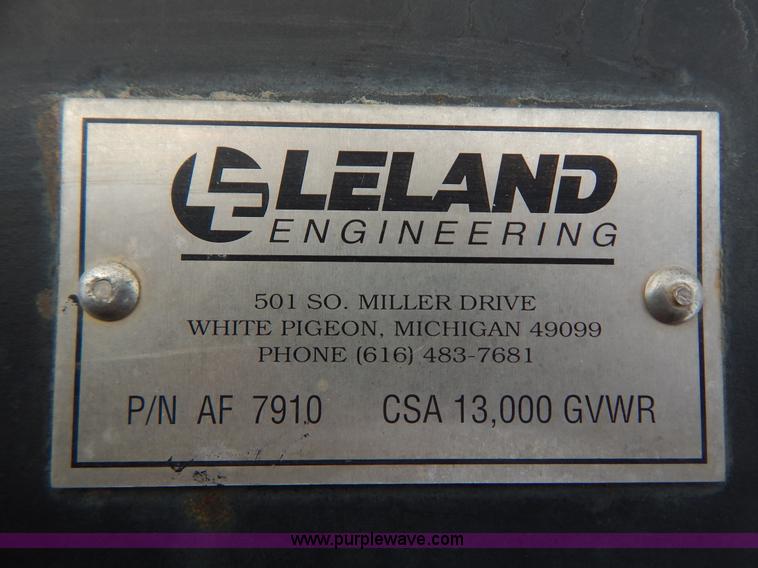 LE LELAND
ENGINEERING
501 SO. MILLER DRIVE
WHITE PIGEON, MICHIGAN 49099
PHONE (616) 483-7681
P/N AF 7910 CSA 13,000 GVWR
www.purplewave.com